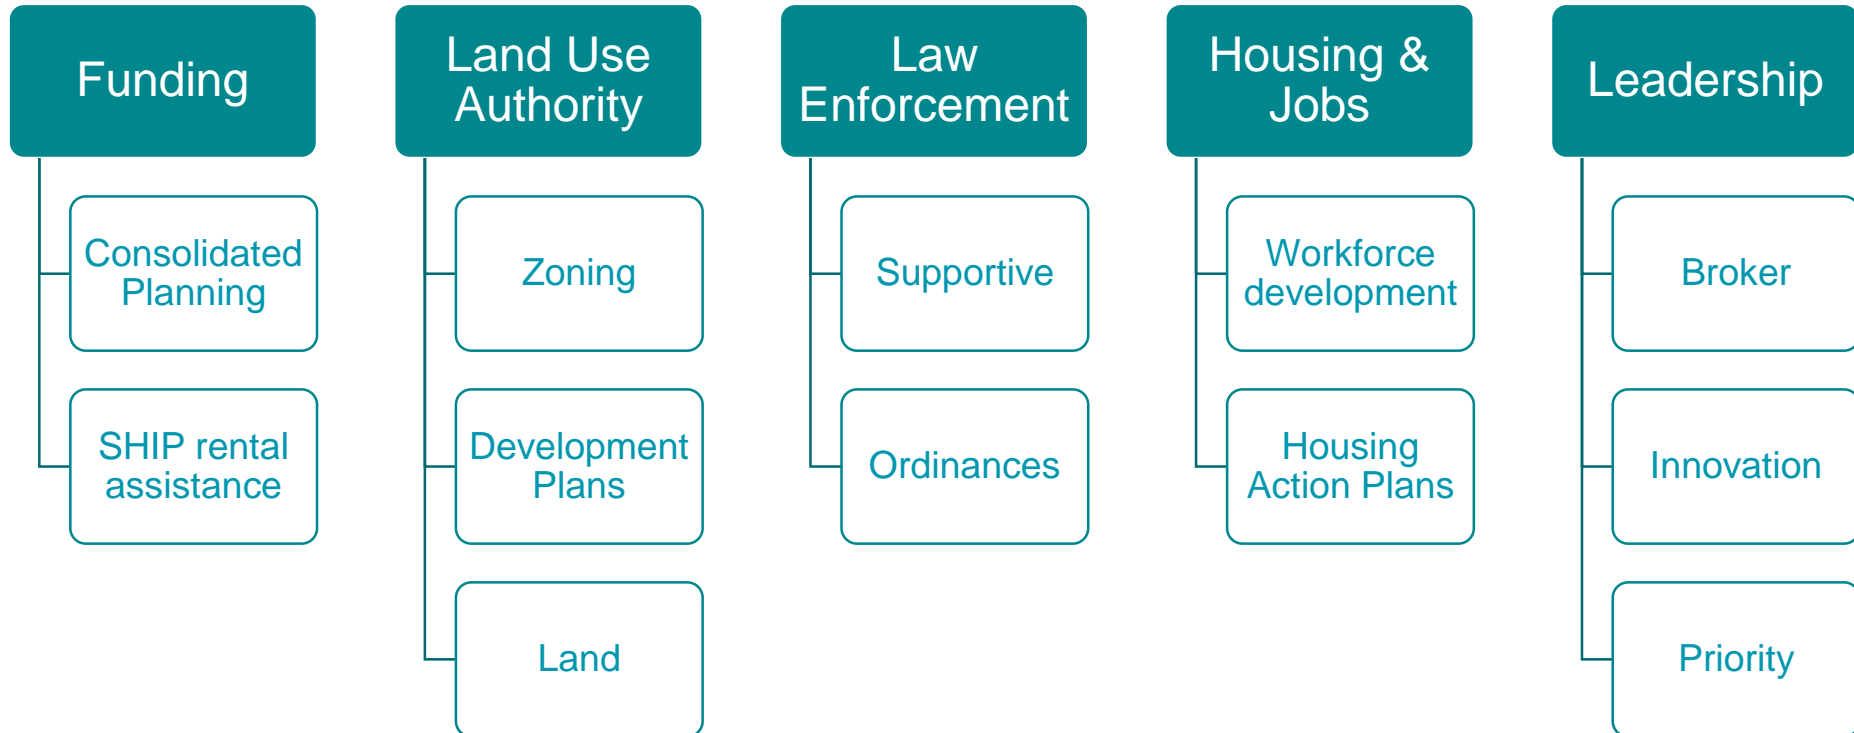 Funding
Consolidated
Planning
SHIP rental
assistance
Land Use
Authority
Zoning
Development
Plans
Land
Law
Enforcement
Supportive
Ordinances
Housing &
Jobs
Workforce
development
Housing
Action Plans
Leadership
Broker
Innovation
Priority